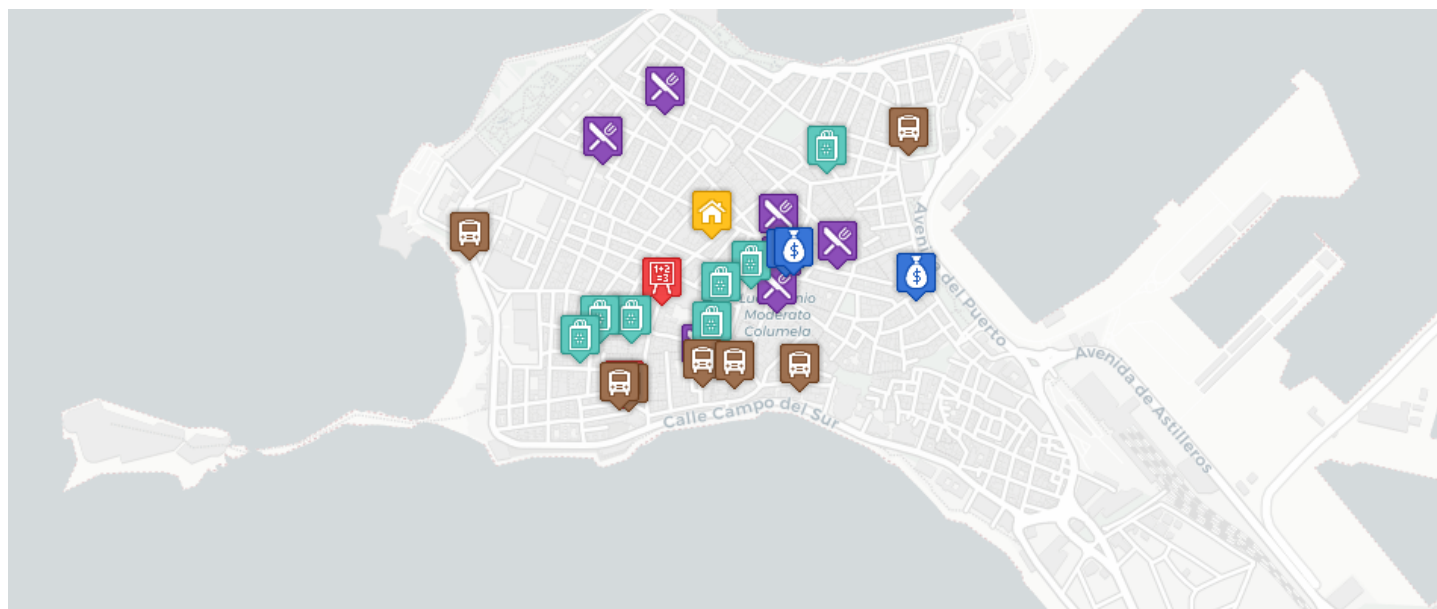 Avenida del Puerto
1+2
=3
$
$
Moderato
Columela
Avenida de Astilleros
Calle Campo del Sur